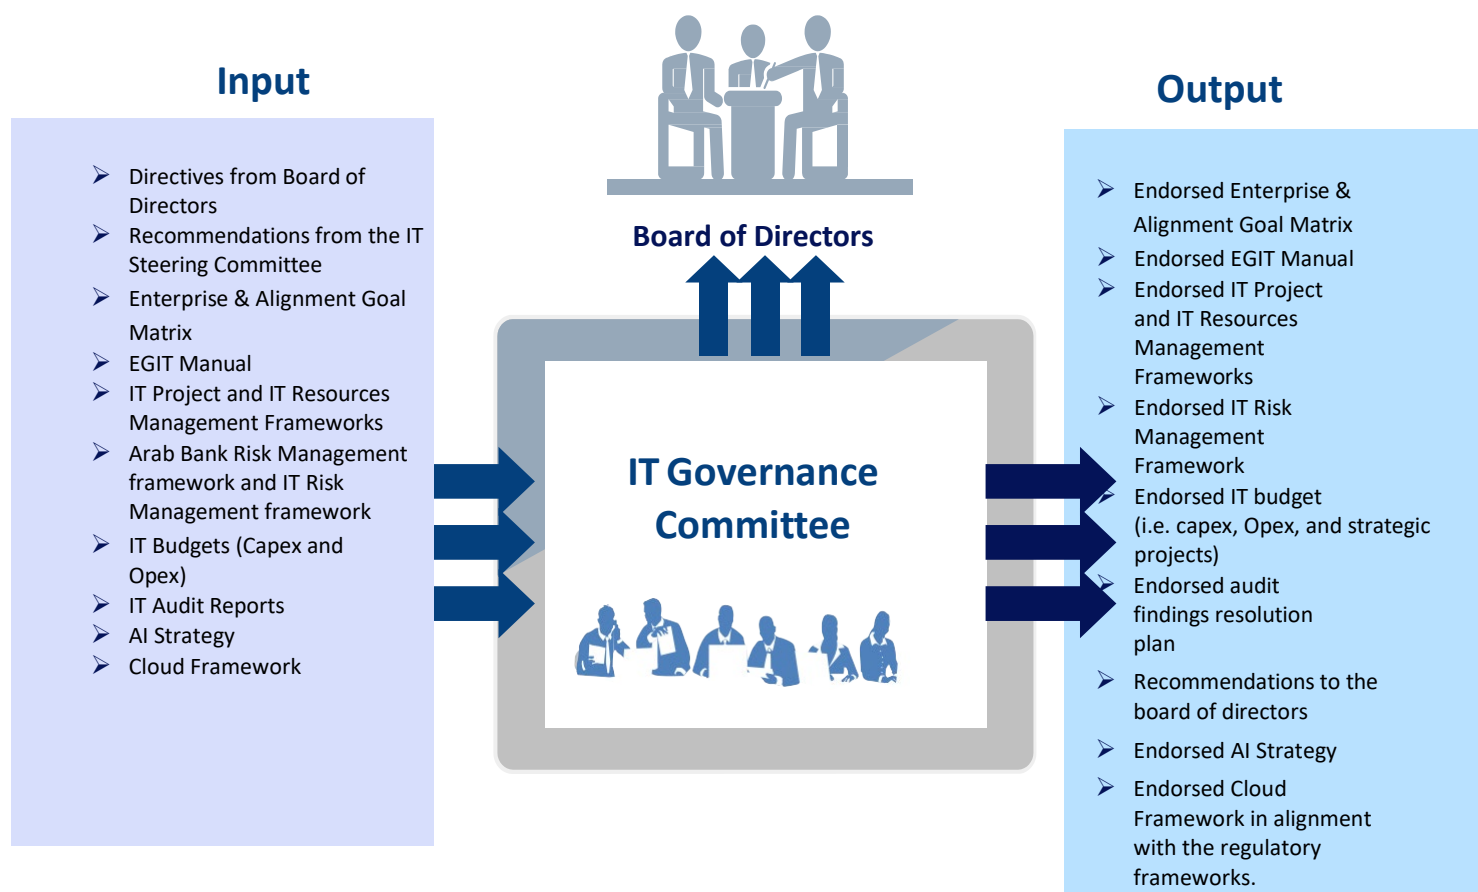 Input
Directives from Board of
Directors
Recommendations from the IT
Steering Committee
Enterprise & Alignment Goal
Matrix
EGIT Manual
IT Project and IT Resources
Management Frameworks
Arab Bank Risk Management
framework and IT Risk
Management framework
IT Budgets (Capex and
Opex)
IT Audit Reports
AI Strategy
Cloud Framework
Board of Directors
IT Governance
Committee
Output
Endorsed Enterprise &
Alignment Goal Matrix
Endorsed EGIT Manual
Endorsed IT Project
and IT Resources
Management
Frameworks
Endorsed IT Risk
Management
Framework
Endorsed IT budget
(i.e. capex, Opex, and strategic
projects)
Endorsed audit
findings resolution
plan
Recommendations to the
board of directors
Endorsed AI Strategy
Endorsed Cloud
Framework in alignment
with the regulatory
frameworks.